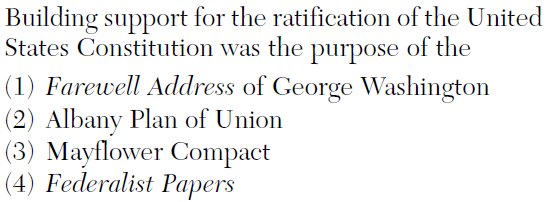 Building support for the ratification of the United
States Constitution was the purpose of the
(1) Farewell Address of George Washington
(2) Albany Plan of Union
(3) Mayflower Compact
(4) Federalist Papers